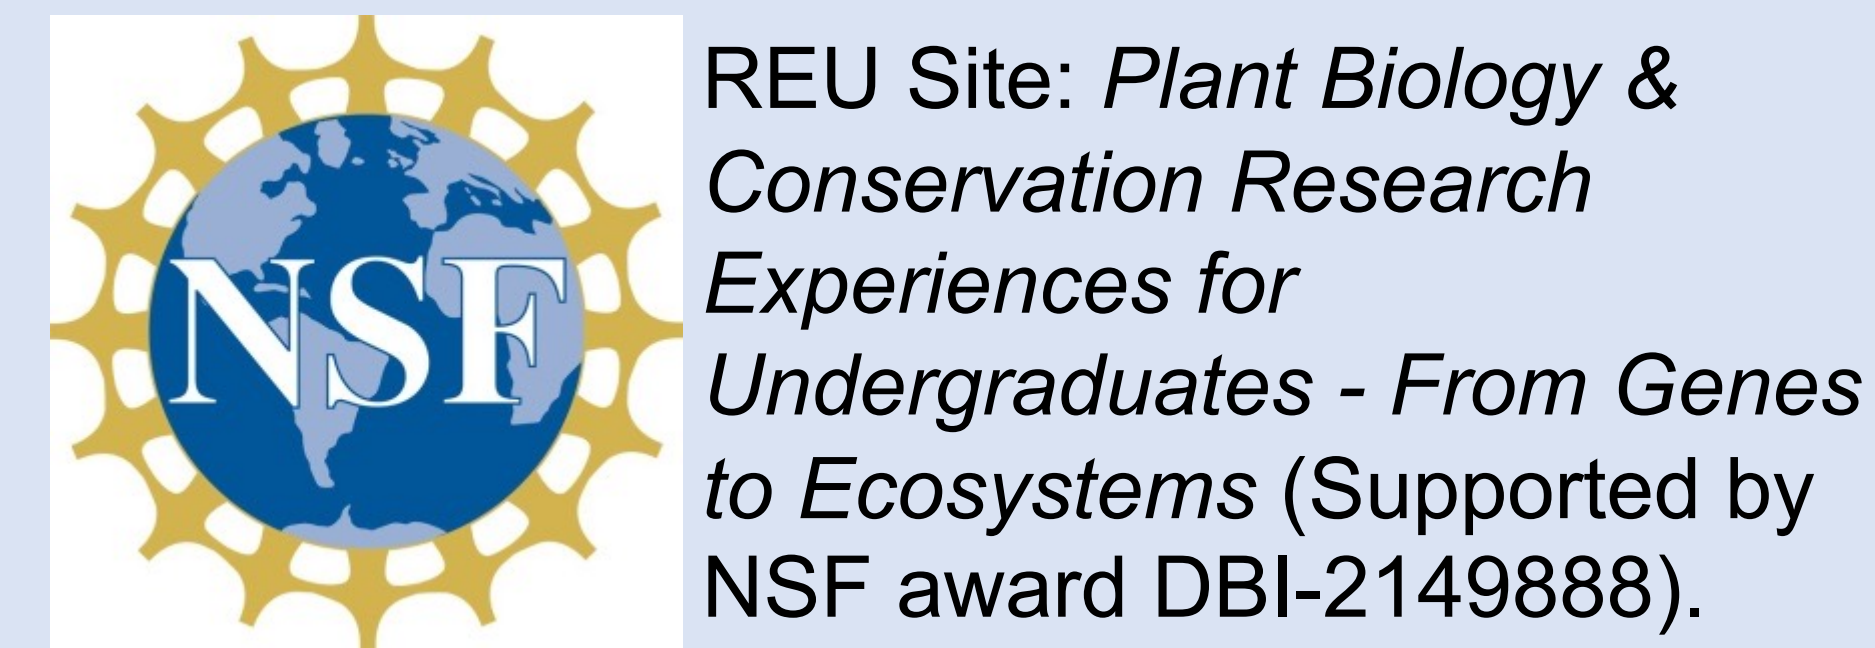 NSF
REU Site: Plant Biology &
Conservation Research
Experiences for
Undergraduates - From Genes
to Ecosystems (Supported by
NSF award DBI-2149888).